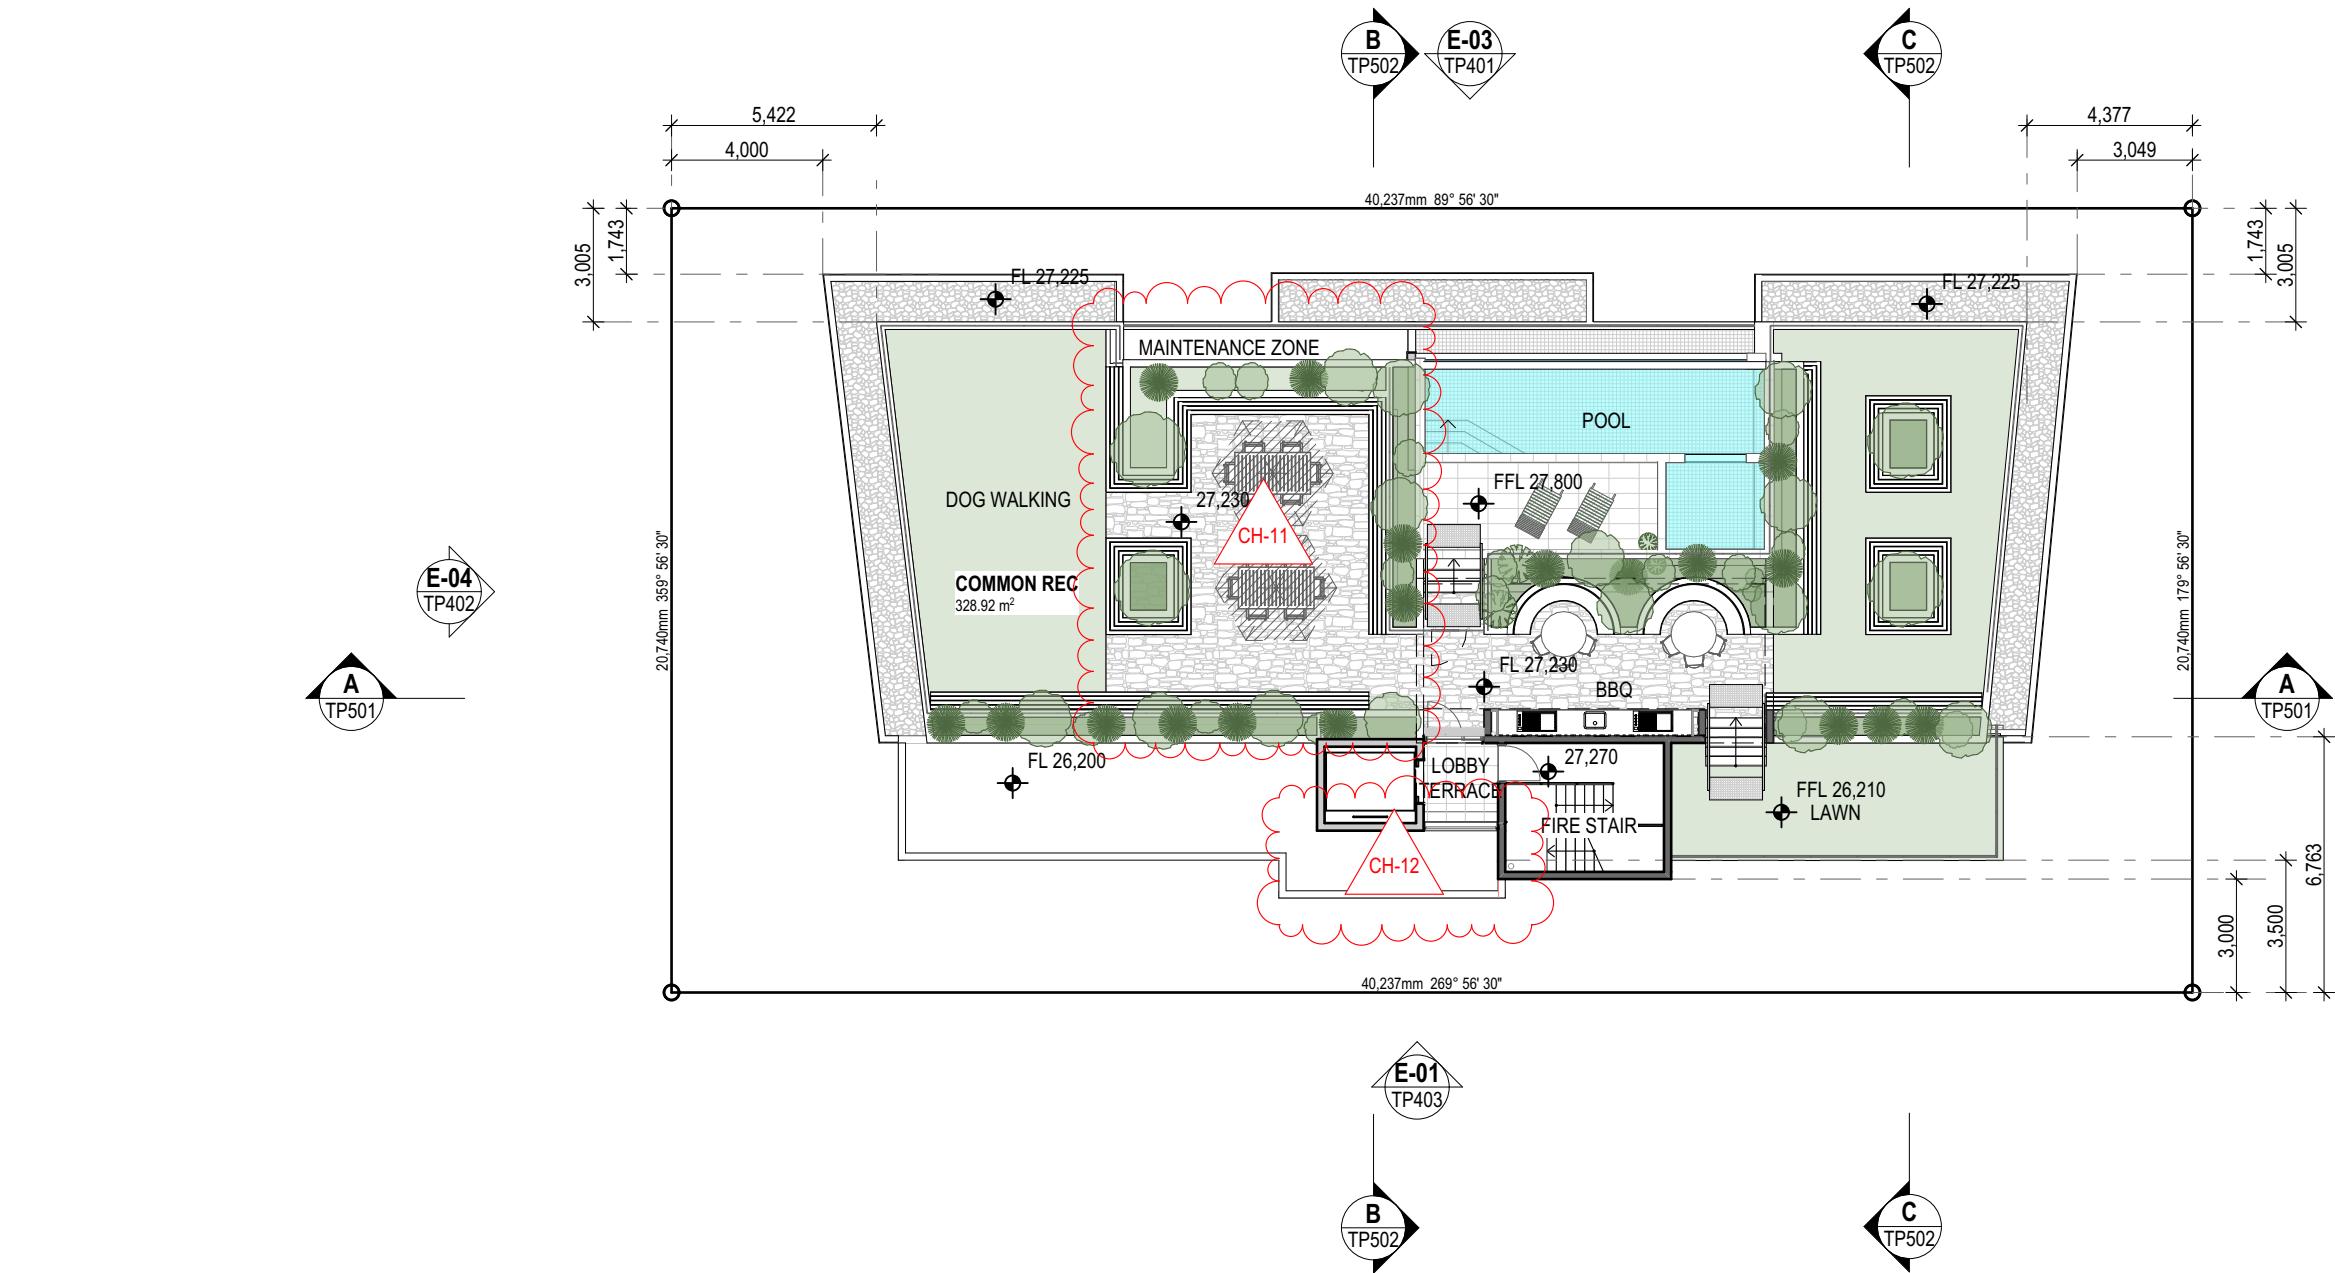 B
TP502
E-03
TP401
C
TP502
5,422
4,377
4,000
3,049
40,237mm 89° 56' 30"
3,005
1,743
1,743
3,005
FL 27,225
FL 27,225
MAINTENANCE ZONE
POOL
DOG WALKING
27,230
FFL 27,800
CH-11
20,740mm 359° 56' 30"
20,740mm 179° 56' 30"
E-04
TP402
COMMON REC
328.92 m²
FL 27,230
BBQ
A
TP501
A
TP501
FL 26,200
LOBBY
TERRACE
27,270
FFL 26,210
LAWN
FIRE STAIR
CH-12
6,763
3,500
3,000
40,237mm 269° 56' 30"
E-01
TP403
B
TP502
C
TP502